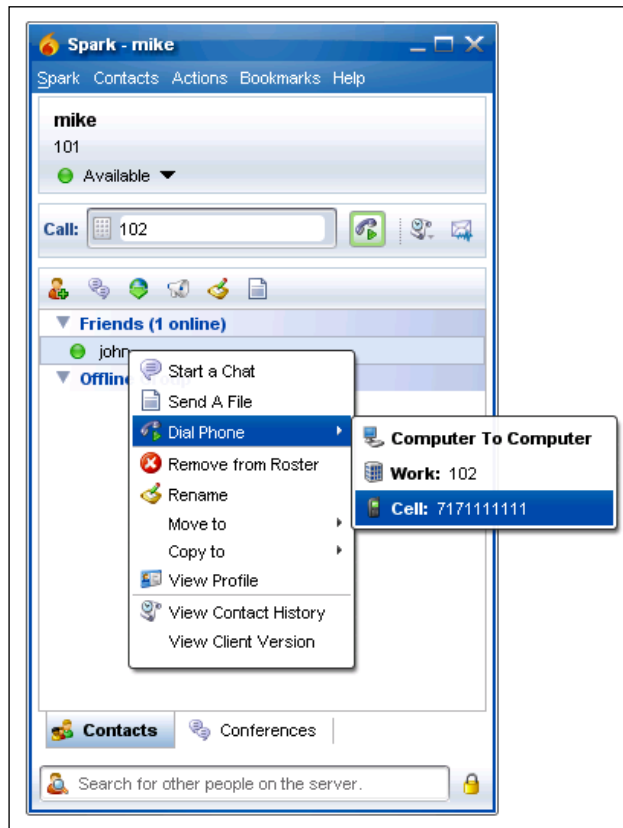 Spark - mike
Spark Contacts Actions Bookmarks Help
mike
101
Available
Call: 102
Friends (1 online)
john
Start a Chat
Send A File
Dial Phone
Computer To Computer
Remove from Roster
Work: 102
Rename
Cell: 7171111111
Move to
Copy to
View Profile
View Contact History
View Client Version
Contacts Conferences
Search for other people on the server.